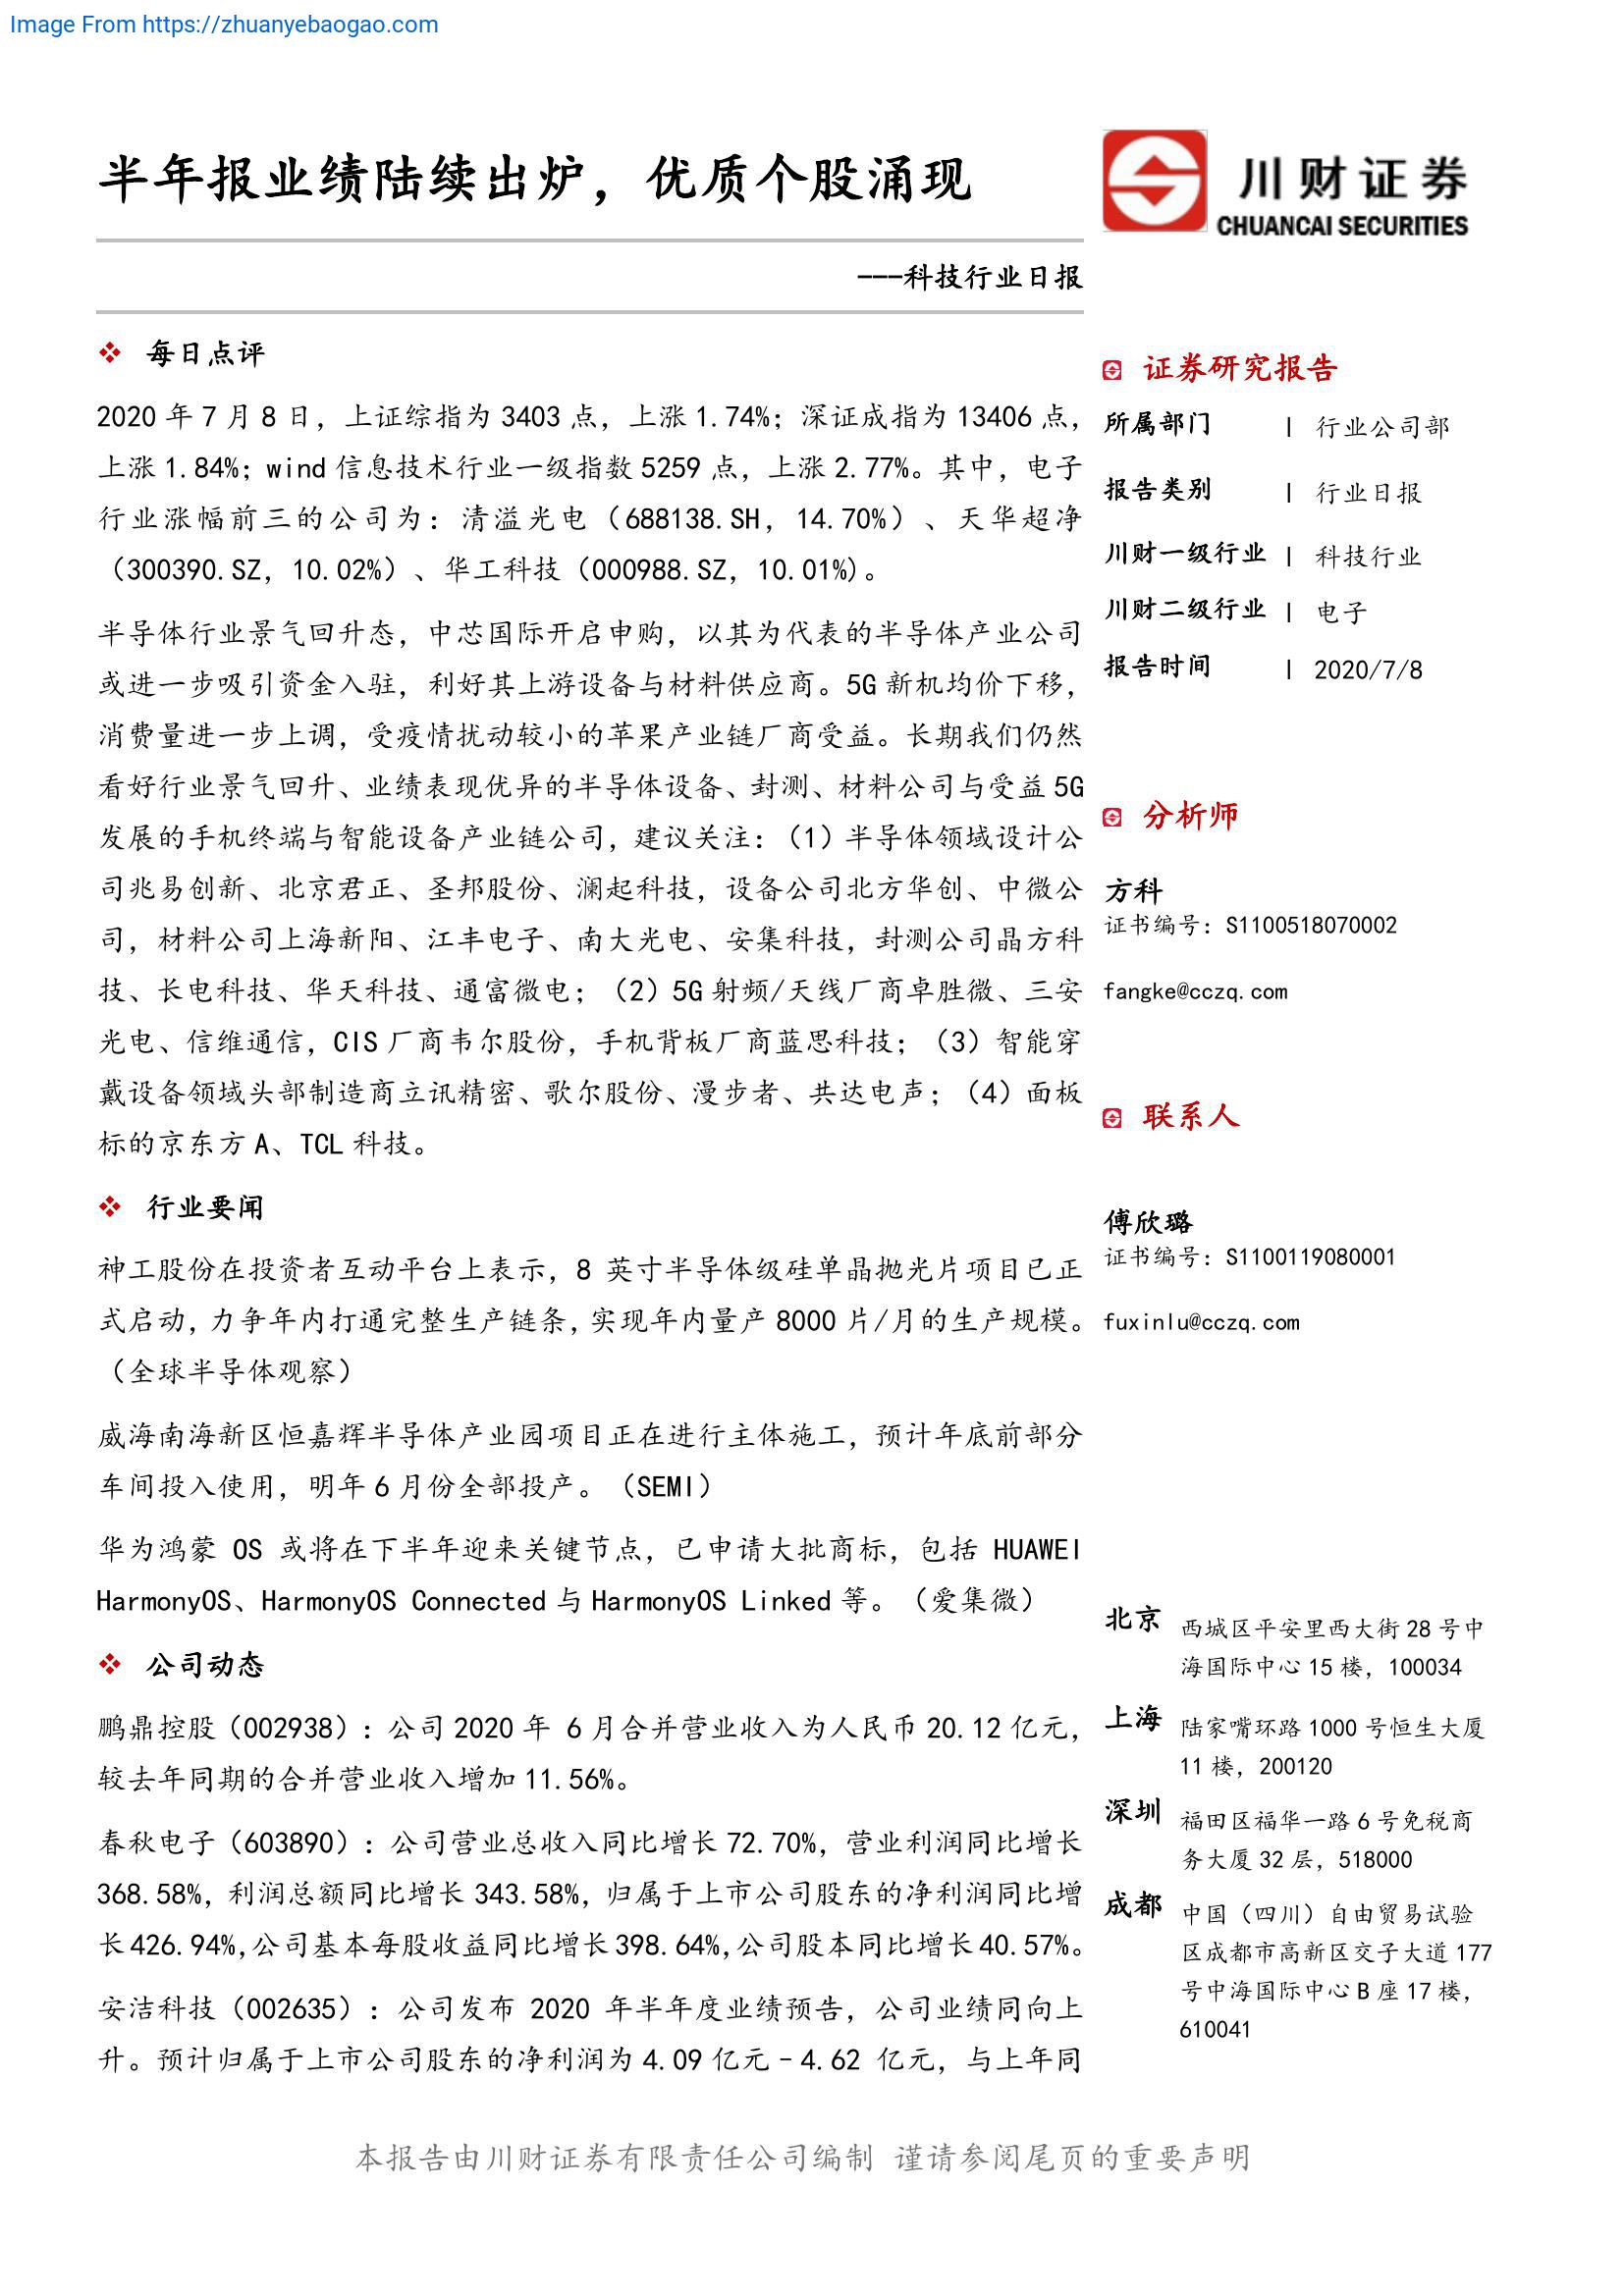 Image From https://zhuanyebaogao.com
半年报业绩陆续出炉，优质个股涌现
川财证券
CHUANCAI SECURITIES
---科技行业日报
每日点评
2020 年 7 月 8 日，上证综指为 3403 点，上涨 1.74%；深证成指为 13406 点，
上涨 1.84%；wind 信息技术行业一级指数 5259 点，上涨 2.77%。其中，电子
行业涨幅前三的公司为：清溢光电（688138.SH，14.70%）、天华超净
（300390.SZ，10.02%）、华工科技（000988.SZ，10.01%)。
半导体行业景气回升态，中芯国际开启申购，以其为代表的半导体产业公司
或进一步吸引资金入驻，利好其上游设备与材料供应商。5G 新机均价下移，
消费量进一步上调，受疫情扰动较小的苹果产业链厂商受益。长期我们仍然
看好行业景气回升、业绩表现优异的半导体设备、封测、材料公司与受益 5G
发展的手机终端与智能设备产业链公司，建议关注：（1）半导体领域设计公
司兆易创新、北京君正、圣邦股份、澜起科技，设备公司北方华创、中微公
司，材料公司上海新阳、江丰电子、南大光电、安集科技，封测公司晶方科
技、长电科技、华天科技、通富微电；（2）5G 射频/天线厂商卓胜微、三安
光电、信维通信，CIS 厂商韦尔股份，手机背板厂商蓝思科技；（3）智能穿
戴设备领域头部制造商立讯精密、歌尔股份、漫步者、共达电声；（4）面板
标的京东方 A、TCL 科技。
行业要闻
神工股份在投资者互动平台上表示，8 英寸半导体级硅单晶抛光片项目已正
式启动，力争年内打通完整生产链条，实现年内量产 8000 片/月的生产规模。
（全球半导体观察）
威海南海新区恒嘉辉半导体产业园项目正在进行主体施工，预计年底前部分
车间投入使用，明年 6 月份全部投产。（SEMI）
华为鸿蒙 OS 或将在下半年迎来关键节点，已申请大批商标，包括 HUAWEI
HarmonyOS、HarmonyOS Connected 与 HarmonyOS Linked 等。（爱集微）
公司动态
鹏鼎控股（002938）：公司 2020 年 6 月合并营业收入为人民币 20.12 亿元，
较去年同期的合并营业收入增加 11.56%。
春秋电子（603890）：公司营业总收入同比增长 72.70%，营业利润同比增长
368.58%，利润总额同比增长 343.58%，归属于上市公司股东的净利润同比增
长 426.94%，公司基本每股收益同比增长 398.64%，公司股本同比增长 40.57%。
安洁科技（002635）：公司发布 2020 年半年度业绩预告，公司业绩同向上
升。预计归属于上市公司股东的净利润为 4.09 亿元–4.62 亿元，与上年同
证券研究报告
所属部门 | 行业公司部
报告类别 | 行业日报
川财一级行业 | 科技行业
川财二级行业 | 电子
报告时间 | 2020/7/8
分析师
方科
证书编号：S1100518070002
fangke@cczq.com
联系人
傅欣璐
证书编号：S1100119080001
fuxinlu@cczq.com
北京 西城区平安里西大街 28 号中
海国际中心 15 楼，100034
上海 陆家嘴环路 1000 号恒生大厦
11 楼，200120
深圳 福田区福华一路 6 号免税商
务大厦 32 层，518000
成都 中国（四川）自由贸易试验
区成都市高新区交子大道 177
号中海国际中心 B 座 17 楼，
610041
本报告由川财证券有限责任公司编制 谨请参阅尾页的重要声明